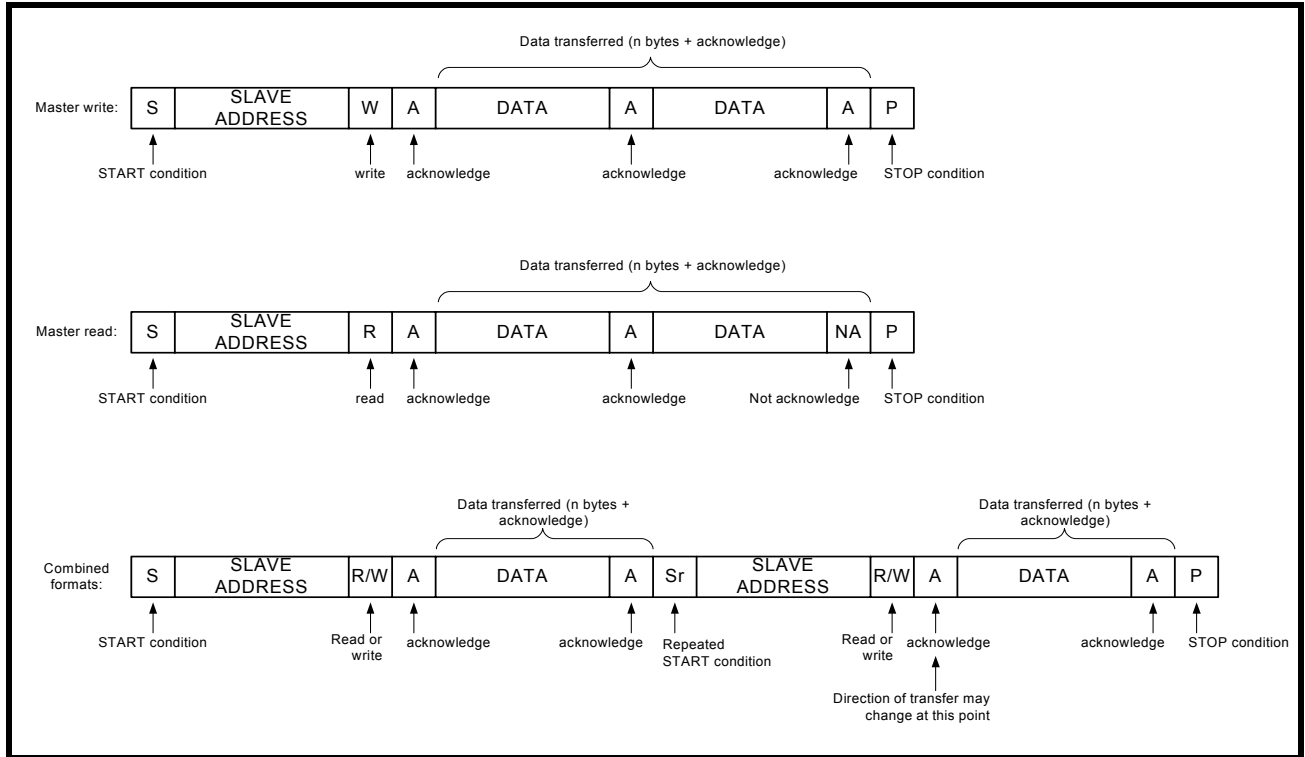 Data transferred (n bytes + acknowledge)
Master write: S SLAVE ADDRESS W A DATA A DATA A P
START condition write acknowledge acknowledge acknowledge STOP condition
Data transferred (n bytes + acknowledge)
Master read: S SLAVE ADDRESS R A DATA A DATA NA P
START condition read acknowledge acknowledge Not acknowledge STOP condition
Data transferred (n bytes +
acknowledge)
Data transferred (n bytes +
acknowledge)
Combined
formats:
S SLAVE ADDRESS R/W A DATA A Sr SLAVE ADDRESS R/W A DATA A P
START condition
Read or
write
acknowledge
acknowledge
Repeated
START condition
Read or
write
acknowledge
acknowledge
STOP condition
Direction of transfer may
change at this point